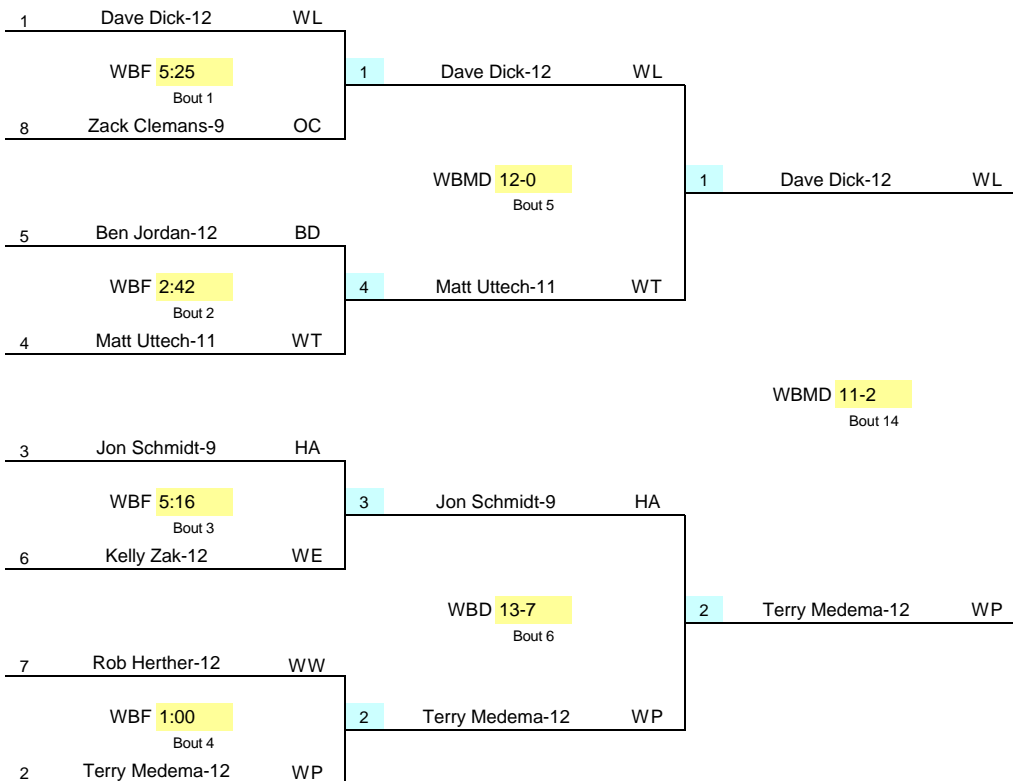 1 Dave Dick-12 WL
WBF 5:25 1 Dave Dick-12 WL
Bout 1
8 Zack Clemans-9 OC
WBMD 12-0 1 Dave Dick-12 WL
Bout 5
5 Ben Jordan-12 BD
WBF 2:42 4 Matt Uttech-11 WT
Bout 2
4 Matt Uttech-11 WT
WBMD 11-2
Bout 14
3 Jon Schmidt-9 HA
WBF 5:16 3 Jon Schmidt-9 HA
Bout 3
6 Kelly Zak-12 WE
WBD 13-7 2 Terry Medema-12 WP
Bout 6
7 Rob Herther-12 WW
WBF 1:00 2 Terry Medema-12 WP
Bout 4
2 Terry Medema-12 WP